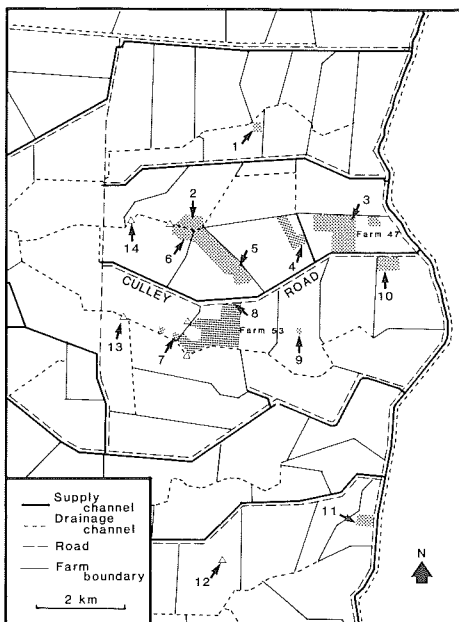 1
2
3
Farm 47
14
6
5
4
CULLEY ROAD
10
8
Farm 53
13
7
9
Supply channel
Drainage channel
Road
Farm boundary
2 km
11
12
N